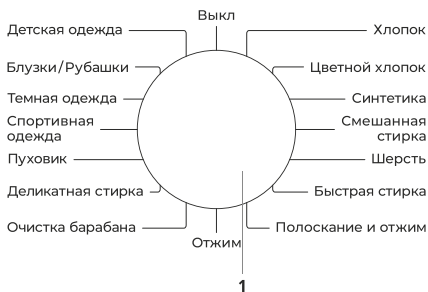 Выкл
Детская одежда
Хлопок
Блузки/Рубашки
Цветной хлопок
Темная одежда
Синтетика
Спортивная
одежда
Смешанная
стирка
Пуховик
Шерсть
Деликатная стирка
Быстрая стирка
Очистка барабана
Полоскание и отжим
Отжим
1